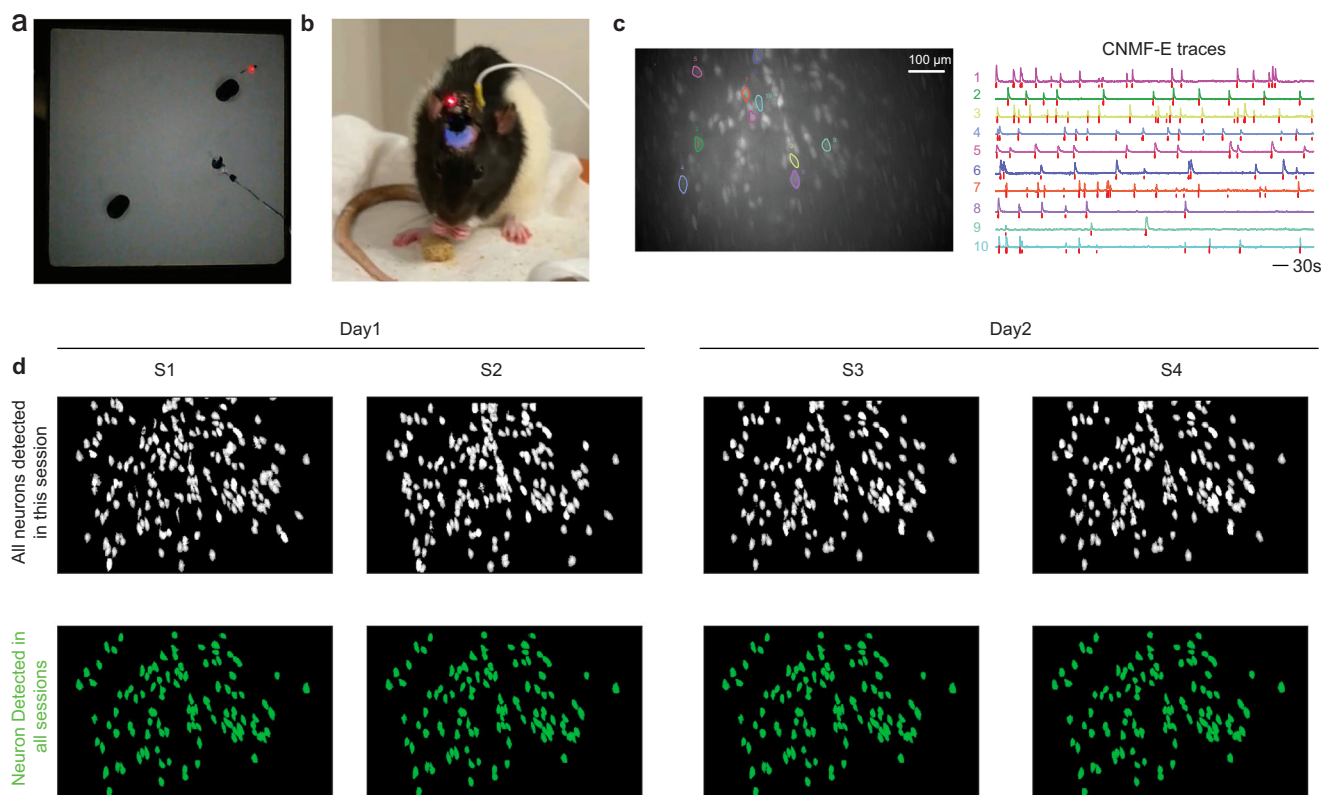 a
b
c
100 µm
CNMF-E traces
1
2
3
4
5
6
7
8
9
10
30s
Day1
Day2
d
S1
S2
S3
S4
All neurons detected
in this session
Neuron Detected in
all sessions